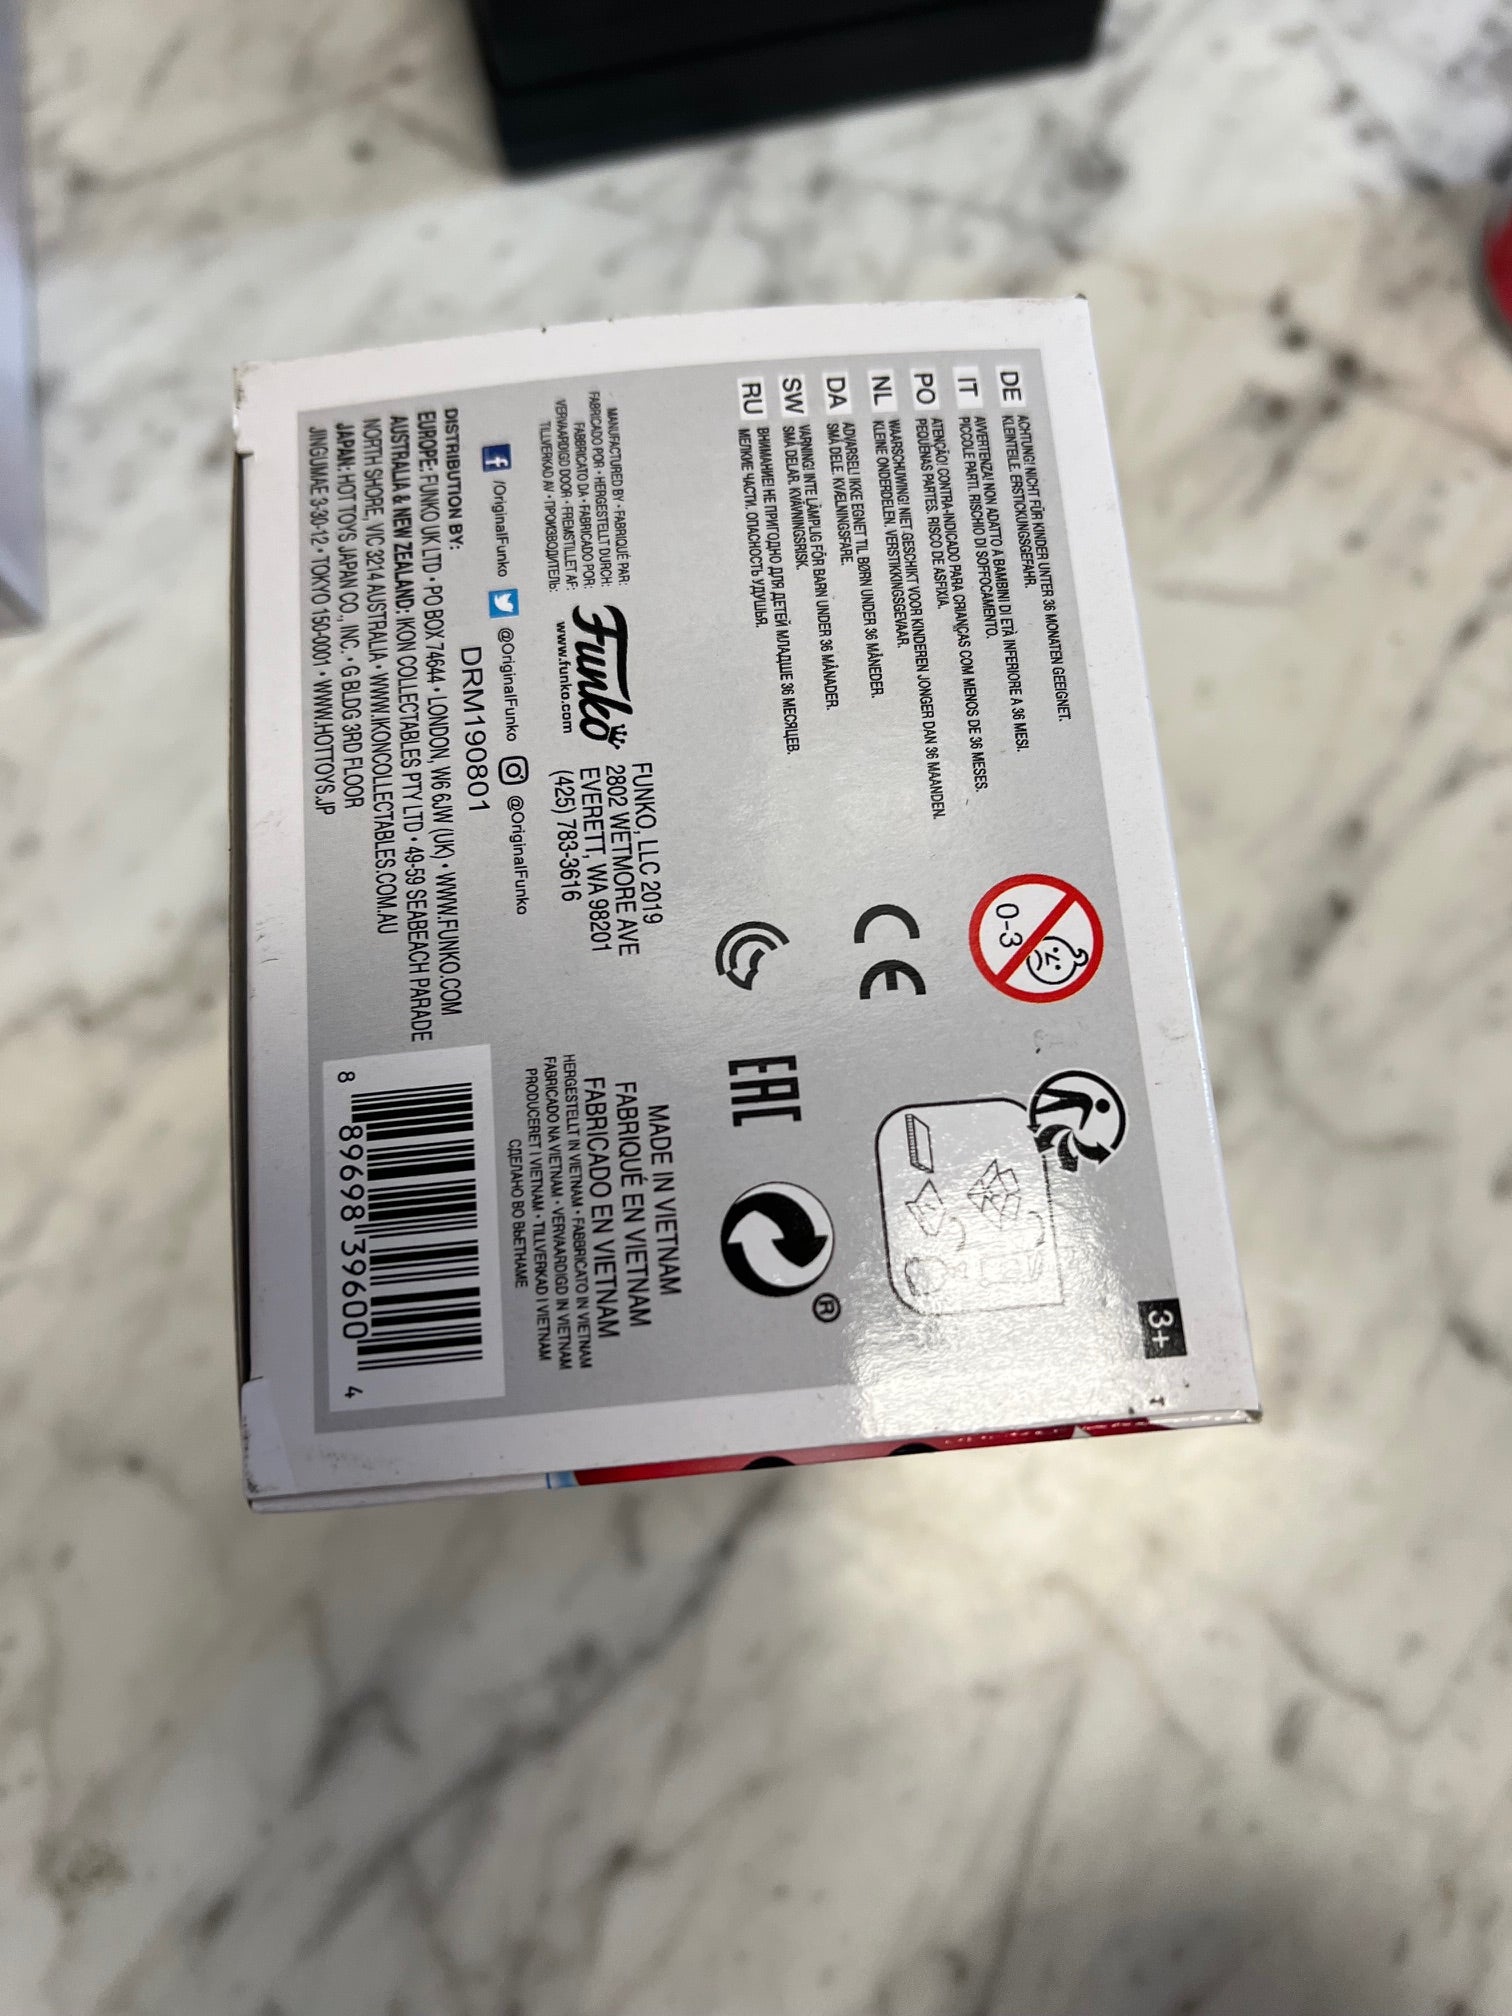 3+
DE ACHTUNG! NICHT FÜR KINDER UNTER 36 MONATEN GEEIGNET.
KLEINTEILE. ERSTICKUNGSGEFAHR.
IT AVVERTENZA! NON ADATTO A BAMBINI DI ETÀ INFERIORE A 36 MESI.
PICCOLE PARTI. RISCHIO DI SOFFOCAMENTO.
PO ATENÇÃO! CONTRA-INDICADO PARA CRIANÇAS COM MENOS DE 36 MESES.
PEQUENAS PARTES. RISCO DE ASFIXIA.
NL WAARSCHUWING! NIET GESCHIKT VOOR KINDEREN JONGER DAN 36 MAANDEN.
KLEINE ONDERDELEN. VERSTIKKINGSGEVAAR.
DA ADVARSEL! IKKE EGNET TIL BØRN UNDER 36 MÅNEDER.
SMÅ DELE. KVÆLNINGSFARE.
SW VARNING! INTE LÄMPLIG FÖR BARN UNDER 36 MÅNADER.
SMÅ DELAR. KVÄVNINGSRISK.
RU ВНИМАНИЕ! НЕ ПРИГОДНО ДЛЯ ДЕТЕЙ МЛАДШЕ 36 МЕСЯЦЕВ.
МЕЛКИЕ ЧАСТИ. ОПАСНОСТЬ УДУШЬЯ.
0-3
CE
EAC
®
MANUFACTURED BY • FABRIQUÉ PAR:
FABRICADO POR • HERGESTELLT DURCH:
FABBRICATO DA • FABRICADO POR:
VERVAARDIGD DOOR • FREMSTILLET AF:
TILLVERKAD AV • ПРОИЗВОДИТЕЛЬ:
Funko
www.funko.com
FUNKO, LLC 2019
2802 WETMORE AVE
EVERETT, WA 98201
(425) 783-3616
MADE IN VIETNAM
FABRIQUÉ EN VIETNAM
FABRICADO EN VIETNAM
HERGESTELLT IN VIETNAM • FABBRICATO IN VIETNAM
FABRICADO NA VIETNAM • VERVAARDIGD IN VIETNAM
PRODUCERET I VIETNAM • TILLVERKAD I VIETNAM
СДЕЛАНО ВО ВЬЕТНАМЕ
/OriginalFunko @OriginalFunko @OriginalFunko
DRM190801
DISTRIBUTION BY:
EUROPE: FUNKO UK LTD • PO BOX 74644 • LONDON, W6 6JW (UK) • WWW.FUNKO.COM
AUSTRALIA & NEW ZEALAND: IKON COLLECTABLES PTY LTD • 49-59 SEABEACH PARADE
NORTH SHORE, VIC 3214 AUSTRALIA • WWW.IKONCOLLECTABLES.COM.AU
JAPAN: HOT TOYS JAPAN CO., INC. • G BLDG 3RD FLOOR
JINGUMAE 3-30-12 • TOKYO 150-0001 • WWW.HOTTOYS.JP
8 89698 39600 4